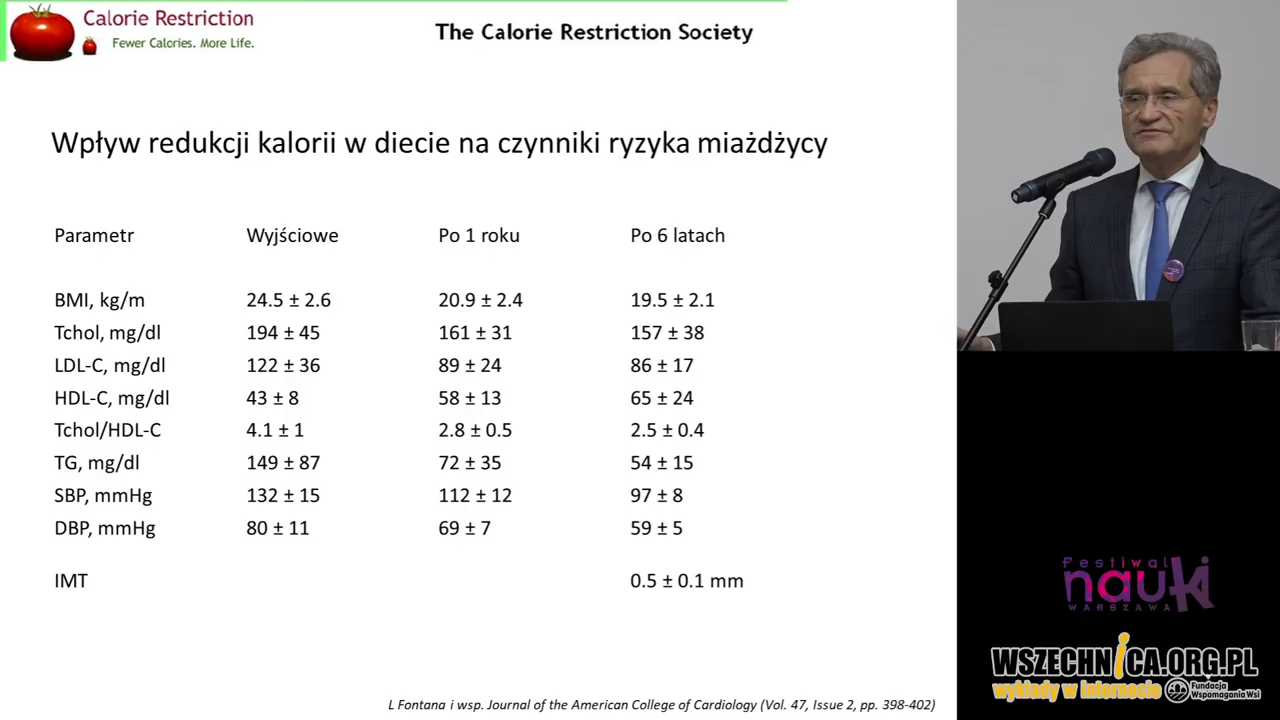 Calorie Restriction
Fewer Calories. More Life.
The Calorie Restriction Society
Wpływ redukcji kalorii w diecie na czynniki ryzyka miażdżycy
Parametr Wyjściowe Po 1 roku Po 6 latach
BMI, kg/m 24.5 ± 2.6 20.9 ± 2.4 19.5 ± 2.1
Tchol, mg/dl 194 ± 45 161 ± 31 157 ± 38
LDL-C, mg/dl 122 ± 36 89 ± 24 86 ± 17
HDL-C, mg/dl 43 ± 8 58 ± 13 65 ± 24
Tchol/HDL-C 4.1 ± 1 2.8 ± 0.5 2.5 ± 0.4
TG, mg/dl 149 ± 87 72 ± 35 54 ± 15
SBP, mmHg 132 ± 15 112 ± 12 97 ± 8
DBP, mmHg 80 ± 11 69 ± 7 59 ± 5
IMT 0.5 ± 0.1 mm
L Fontana i wsp. Journal of the American College of Cardiology (Vol. 47, Issue 2, pp. 398-402)
Festiwal
nauki
WARSZAWA
WSZECHNICA.ORG.PL
wykłady w internecie
Fundacja
Wspomagania Wsi